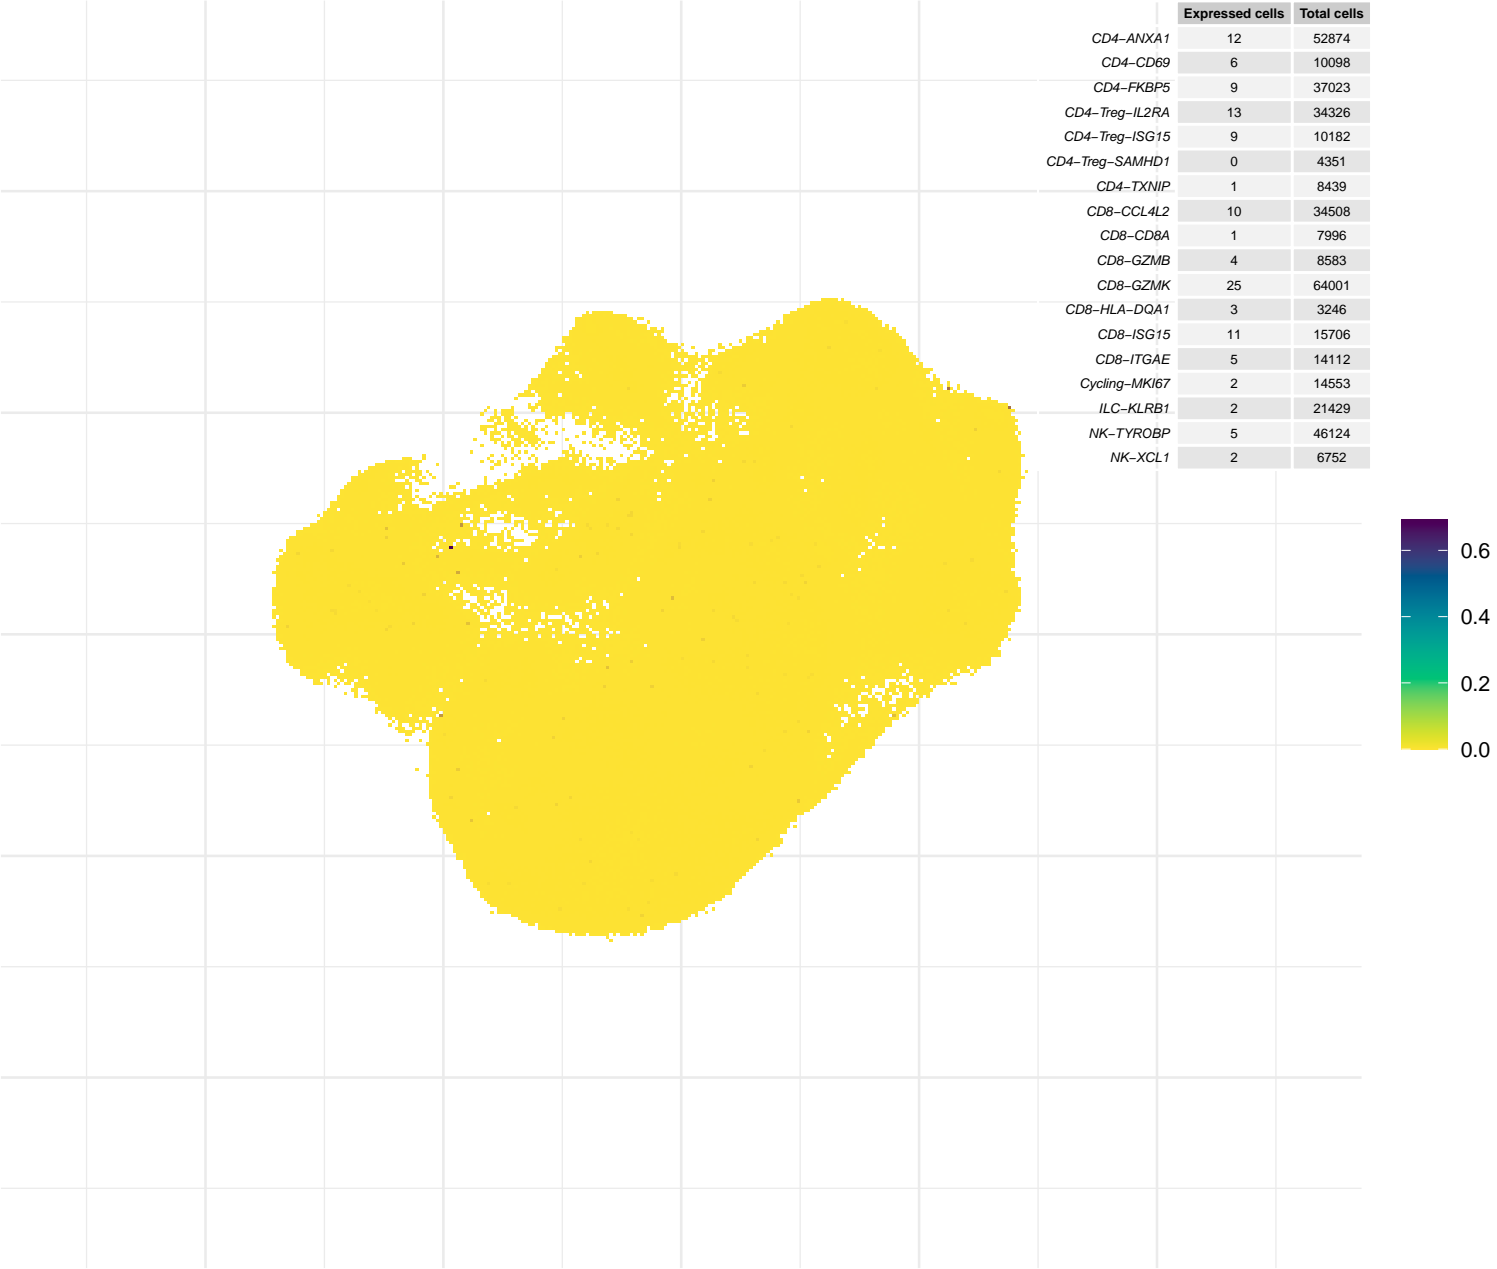 Expressed cells Total cells
CD4−ANXA1 12 52874
CD4−CD69 6 10098
CD4−FKBP5 9 37023
CD4−Treg−IL2RA 13 34326
CD4−Treg−ISG15 9 10182
CD4−Treg−SAMHD1 0 4351
CD4−TXNIP 1 8439
CD8−CCL4L2 10 34508
CD8−CD8A 1 7996
CD8−GZMB 4 8583
CD8−GZMK 25 64001
CD8−HLA−DQA1 3 3246
CD8−ISG15 11 15706
CD8−ITGAE 5 14112
Cycling−MKI67 2 14553
ILC−KLRB1 2 21429
NK−TYROBP 5 46124
NK−XCL1 2 6752
0.6
0.4
0.2
0.0